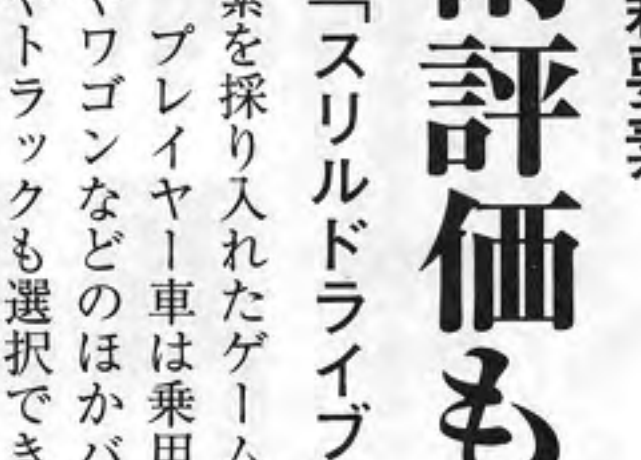 評価も
「スリルドライブ
を採り入れたゲーム
プレイヤー車は乗用
ワゴンなどのほかバ
トラックも選択でき